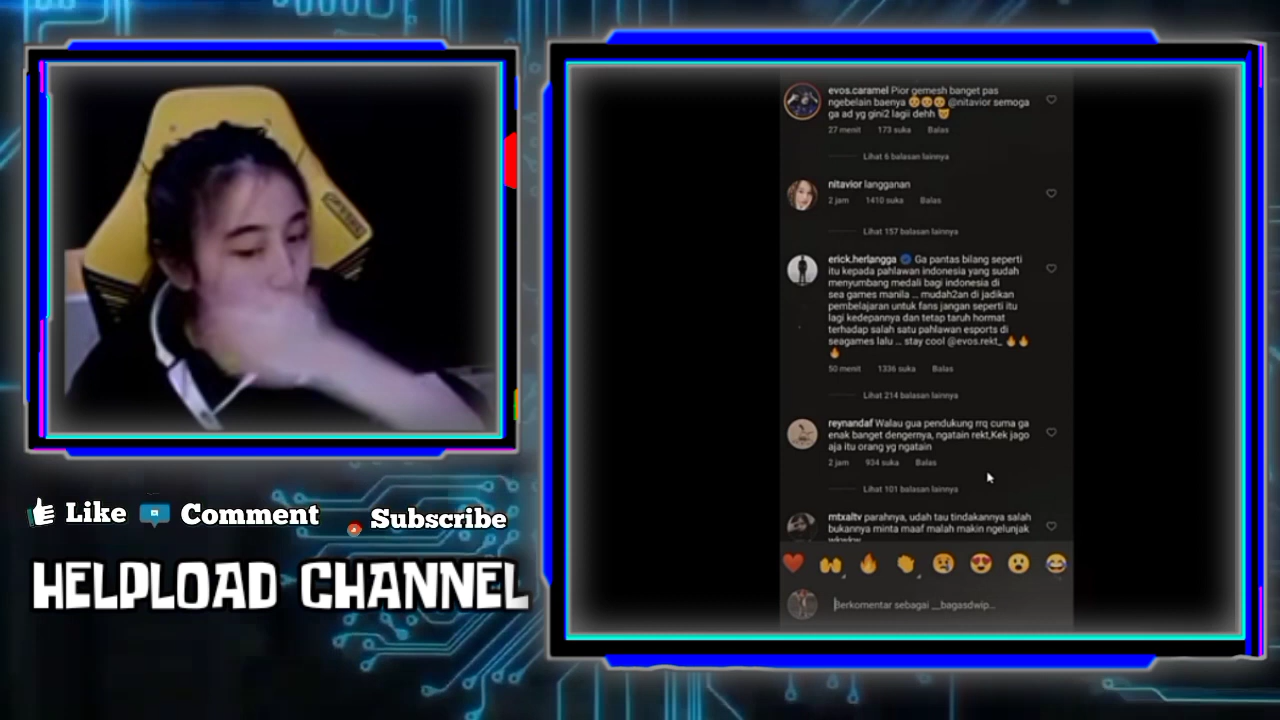 evos.caramel Pior gemesh banget pas
ngebelain baenya 🥺🥺🥺 @nitavior semoga
ga ad yg gini2 lagii dehh 😿
27 menit 173 suka Balas
Lihat 6 balasan lainnya
nitavior langganan
2 jam 1410 suka Balas
Lihat 157 balasan lainnya
erick.herlangga Ga pantas bilang seperti
itu kepada pahlawan indonesia yang sudah
menyumbang medali bagi indonesia di
sea games manila ... mudah2an di jadikan
pembelajaran untuk fans jangan seperti itu
lagi kedepannya dan tetap taruh hormat
terhadap salah satu pahlawan esports di
seagames lalu ... stay cool @evos.rekt_ 🔥🔥
🔥
50 menit 1336 suka Balas
Lihat 214 balasan lainnya
reynandaf Walau gua pendukung rrq cuma ga
enak banget dengernya, ngatain rekt,Kek jago
aja itu orang yg ngatain
2 jam 934 suka Balas
Lihat 101 balasan lainnya
mtxaltv parahnya, udah tau tindakannya salah
bukannya minta maaf malah makin ngelunjak
wkwkw
Berkomentar sebagai __bagasdwip...
Like Comment Subscribe
HELPLOAD CHANNEL